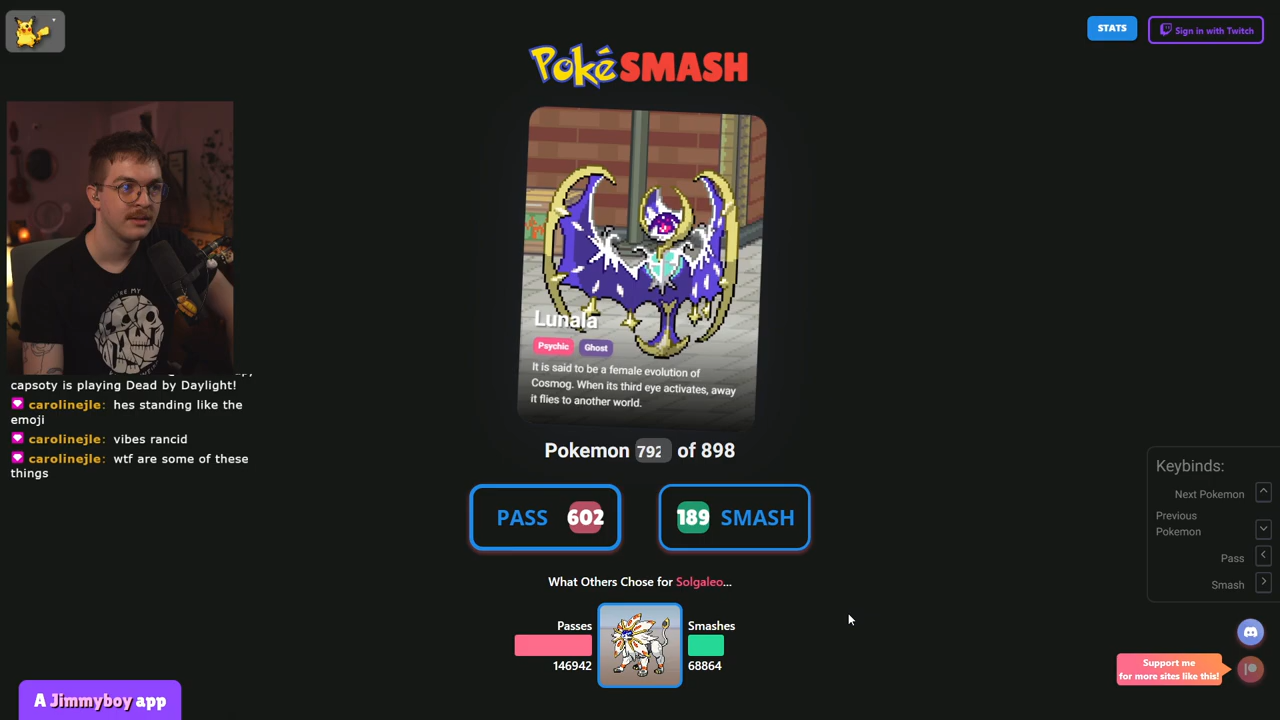 STATS
Sign in with Twitch
PokéSMASH
Lunala
Psychic
Ghost
It is said to be a female evolution of
Cosmog. When its third eye activates, away
it flies to another world.
capsoty is playing Dead by Daylight!
carolinejle: hes standing like the
emoji
carolinejle: vibes rancid
carolinejle: wtf are some of these
things
Pokemon 792 of 898
PASS 602
189 SMASH
What Others Chose for Solgaleo...
Passes
146942
Smashes
68864
Keybinds:
Next Pokemon
Previous
Pokemon
Pass
Smash
Support me
for more sites like this!
A Jimmyboy app